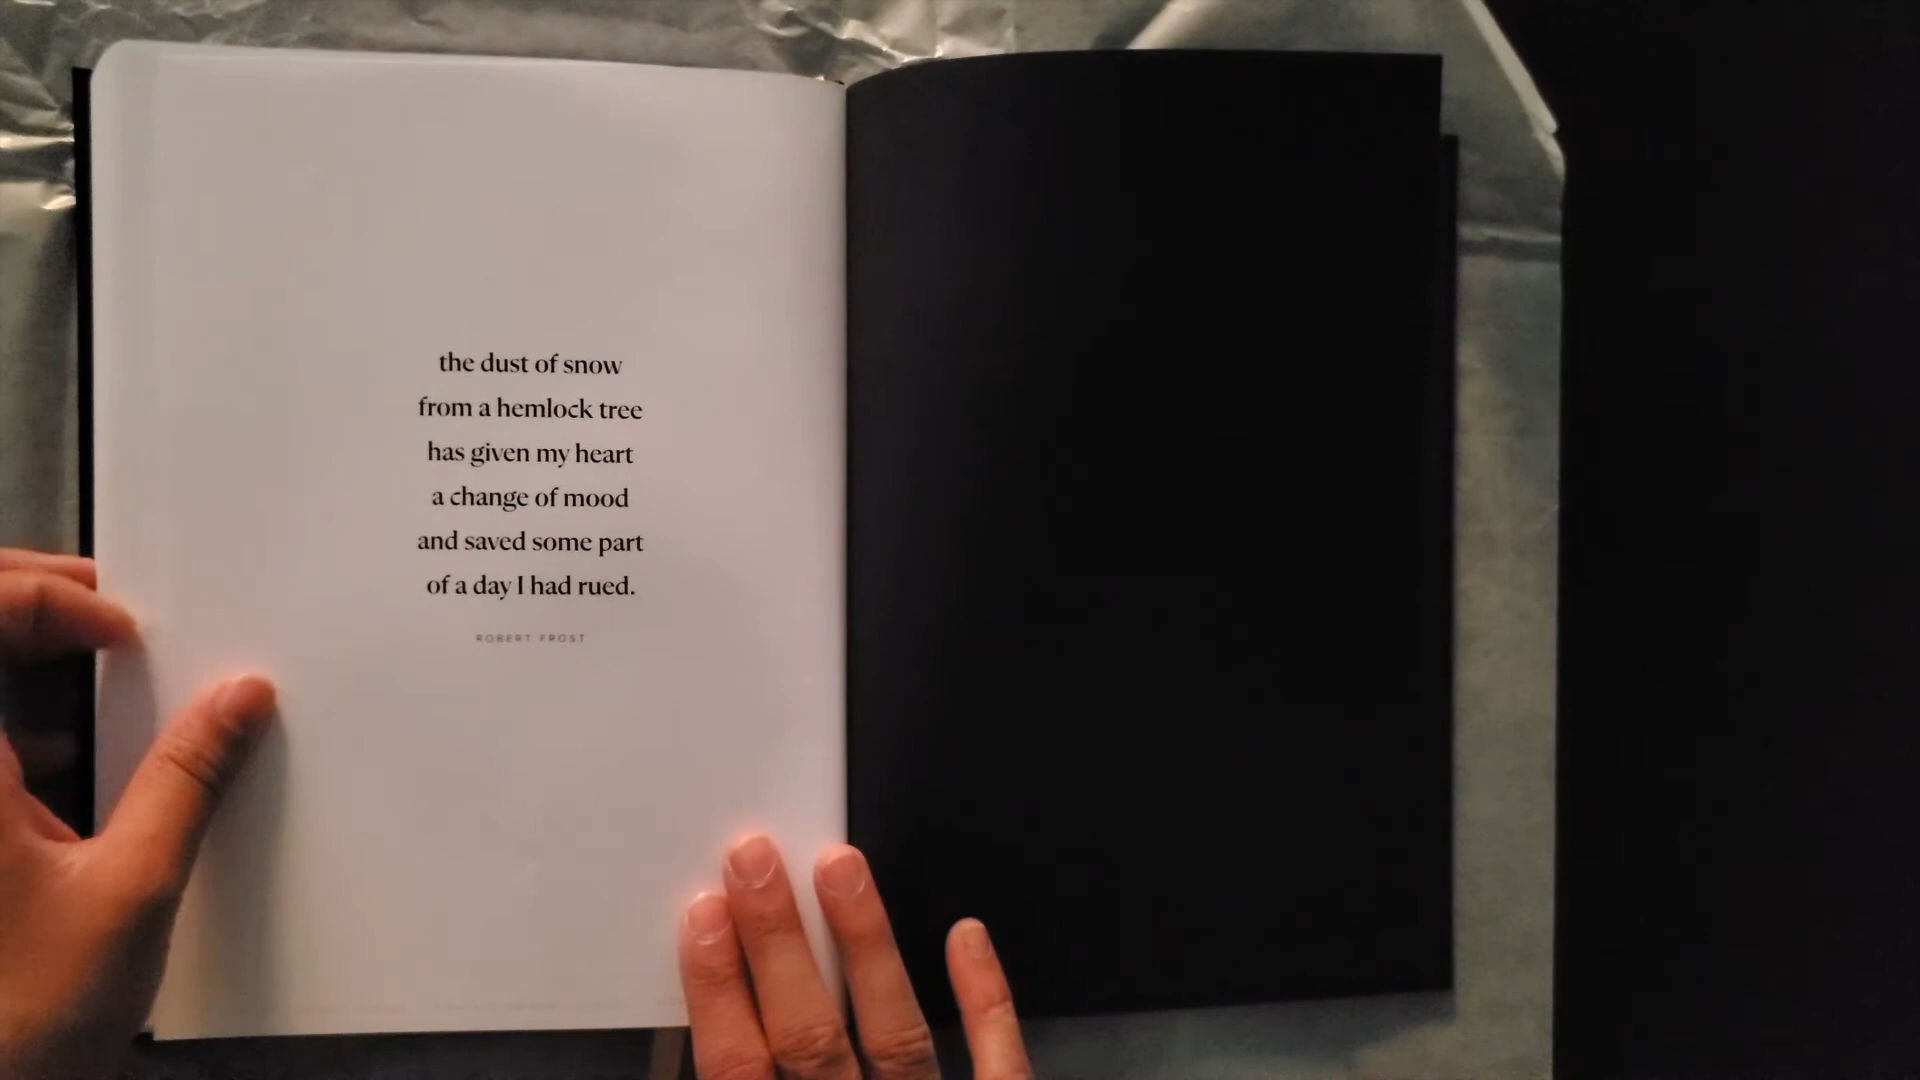 the dust of snow
from a hemlock tree
has given my heart
a change of mood
and saved some part
of a day I had rued.
ROBERT FROST